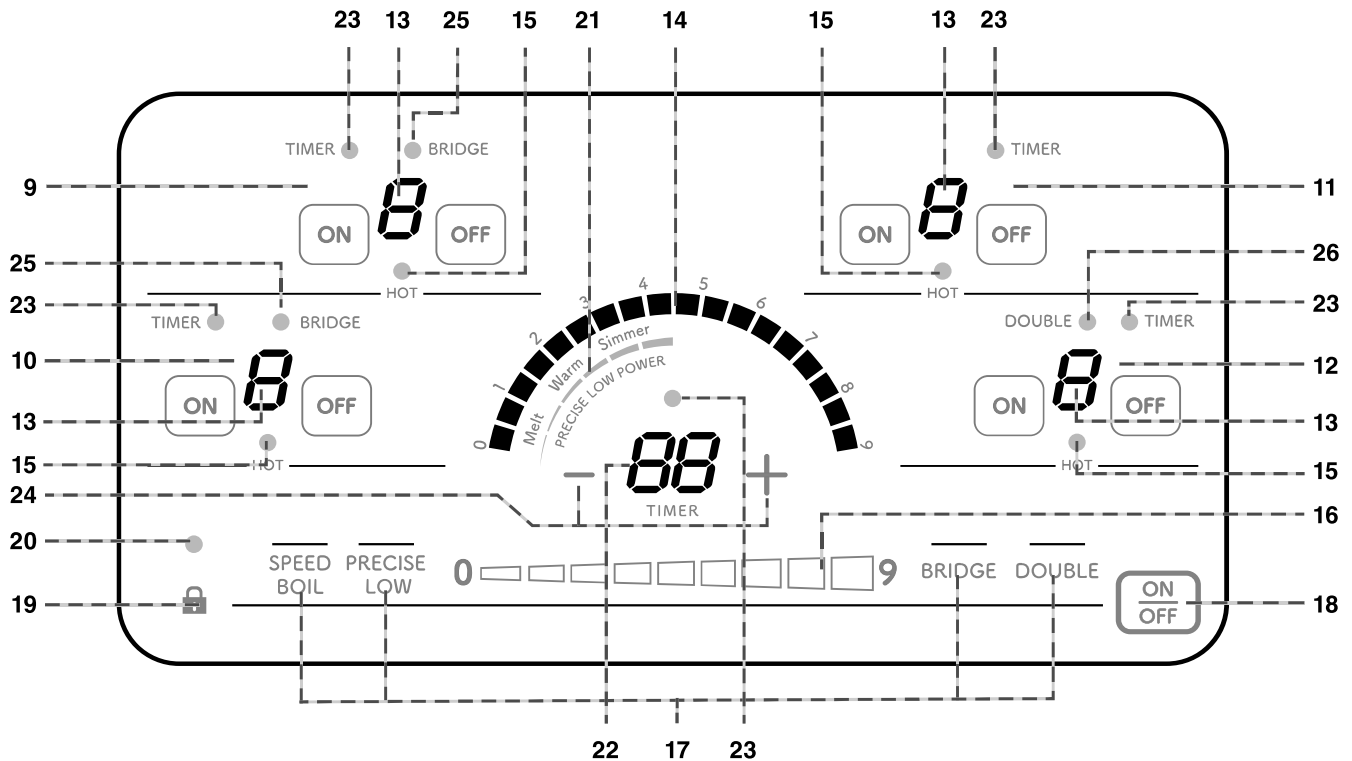 23 13 25 15 21 14 15 13 23
TIMER BRIDGE TIMER
9 11
ON OFF ON OFF
25 26
HOT HOT
4 5
23 3 6 23
TIMER BRIDGE 2 Simmer 7 DOUBLE TIMER
10 Warm PRECISE LOW POWER 12
1 8
ON OFF Melt ON OFF
13 13
0 9
15 HOT 88 HOT 15
24 − +
TIMER 16
20
SPEED BOIL PRECISE LOW 0 9 BRIDGE DOUBLE
ON OFF
19 18
22 17 23